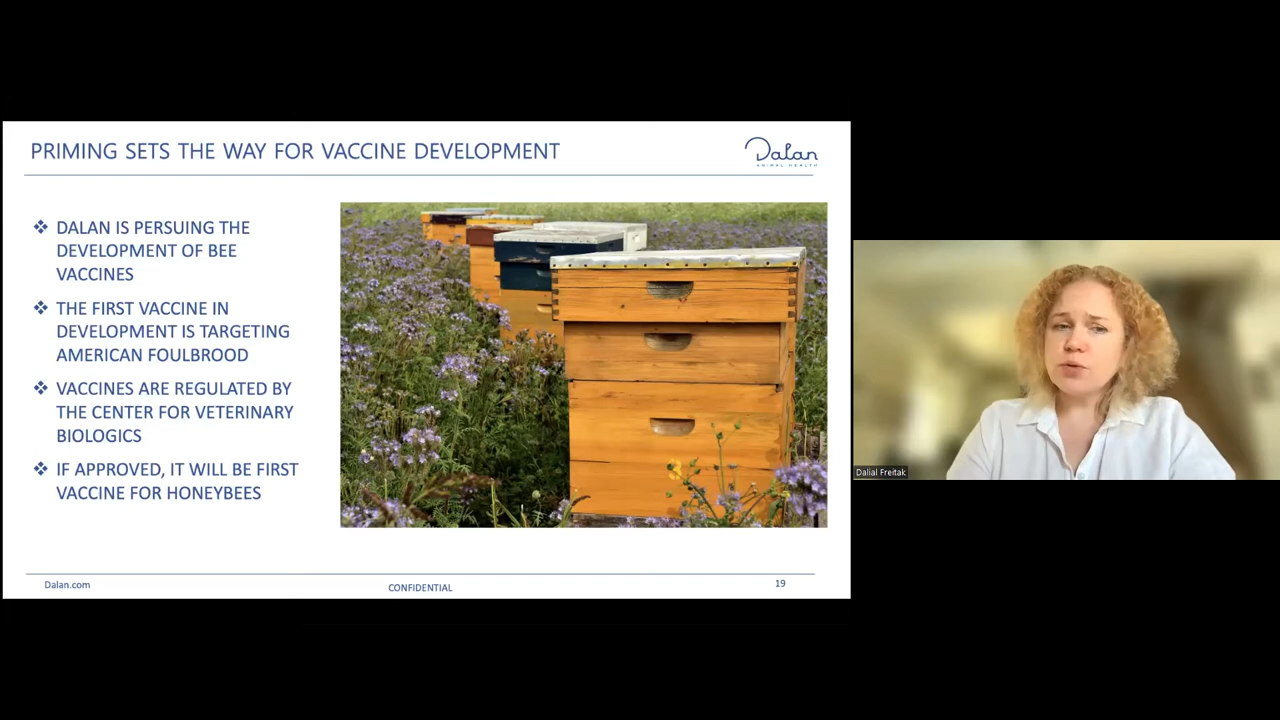 PRIMING SETS THE WAY FOR VACCINE DEVELOPMENT
Dalan
ANIMAL HEALTH
❖ DALAN IS PERSUING THE
DEVELOPMENT OF BEE
VACCINES
❖ THE FIRST VACCINE IN
DEVELOPMENT IS TARGETING
AMERICAN FOULBROOD
❖ VACCINES ARE REGULATED BY
THE CENTER FOR VETERINARY
BIOLOGICS
❖ IF APPROVED, IT WILL BE FIRST
VACCINE FOR HONEYBEES
Dalan.com
CONFIDENTIAL
19
Dalial Freitak